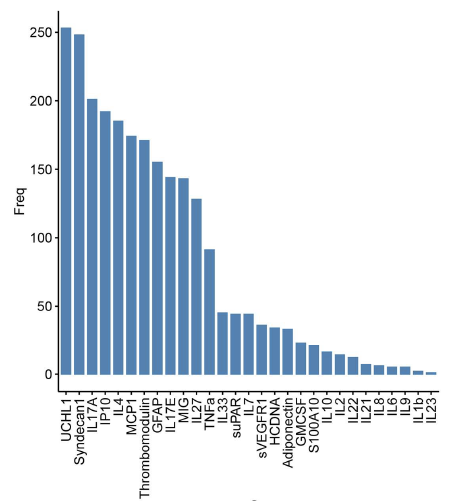 250
200
150
100
50
0
Freq
UCHL1
Syndecan1
IL17A
IP10
IL4
MCP1
Thrombomodulin
GFAP
IL17E
MIG
IL27
TNFa
IL33
suPAR
IL7
sVEGFR1
HCDNA
Adiponectin
GMCSF
S100A10
IL10
IL2
IL22
IL21
IL8
IL6
IL9
IL1b
IL23